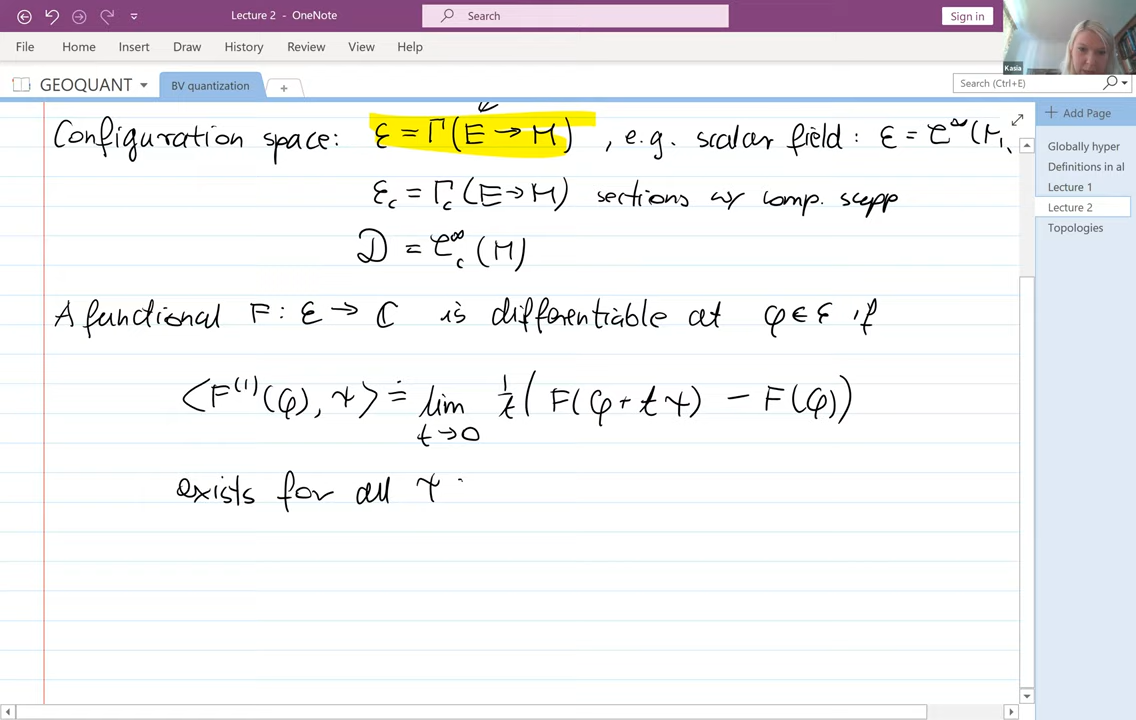 Lecture 2 - OneNote
Search
Sign in
File Home Insert Draw History Review Help
Kasia
GEOQUANT
BV quantization
Search (Ctrl+E)
Add Page
Globally hyper
Definitions in al
Lecture 1
Lecture 2
Topologies
Configuration space: ℰ = Γ(E → M) , e.g. scalar field : ℰ = C^∞(M,
ℰ_c = Γ_c(E → M) sections w/ comp. supp
𝒟 = C_c^∞(M)
A functional F : ℰ → ℂ is differentiable at φ ∈ ℰ if
⟨F^(1)(φ), ψ⟩ ≐ lim_{t→0} 1/t ( F(φ + tψ) − F(φ) )
exists for all ψ